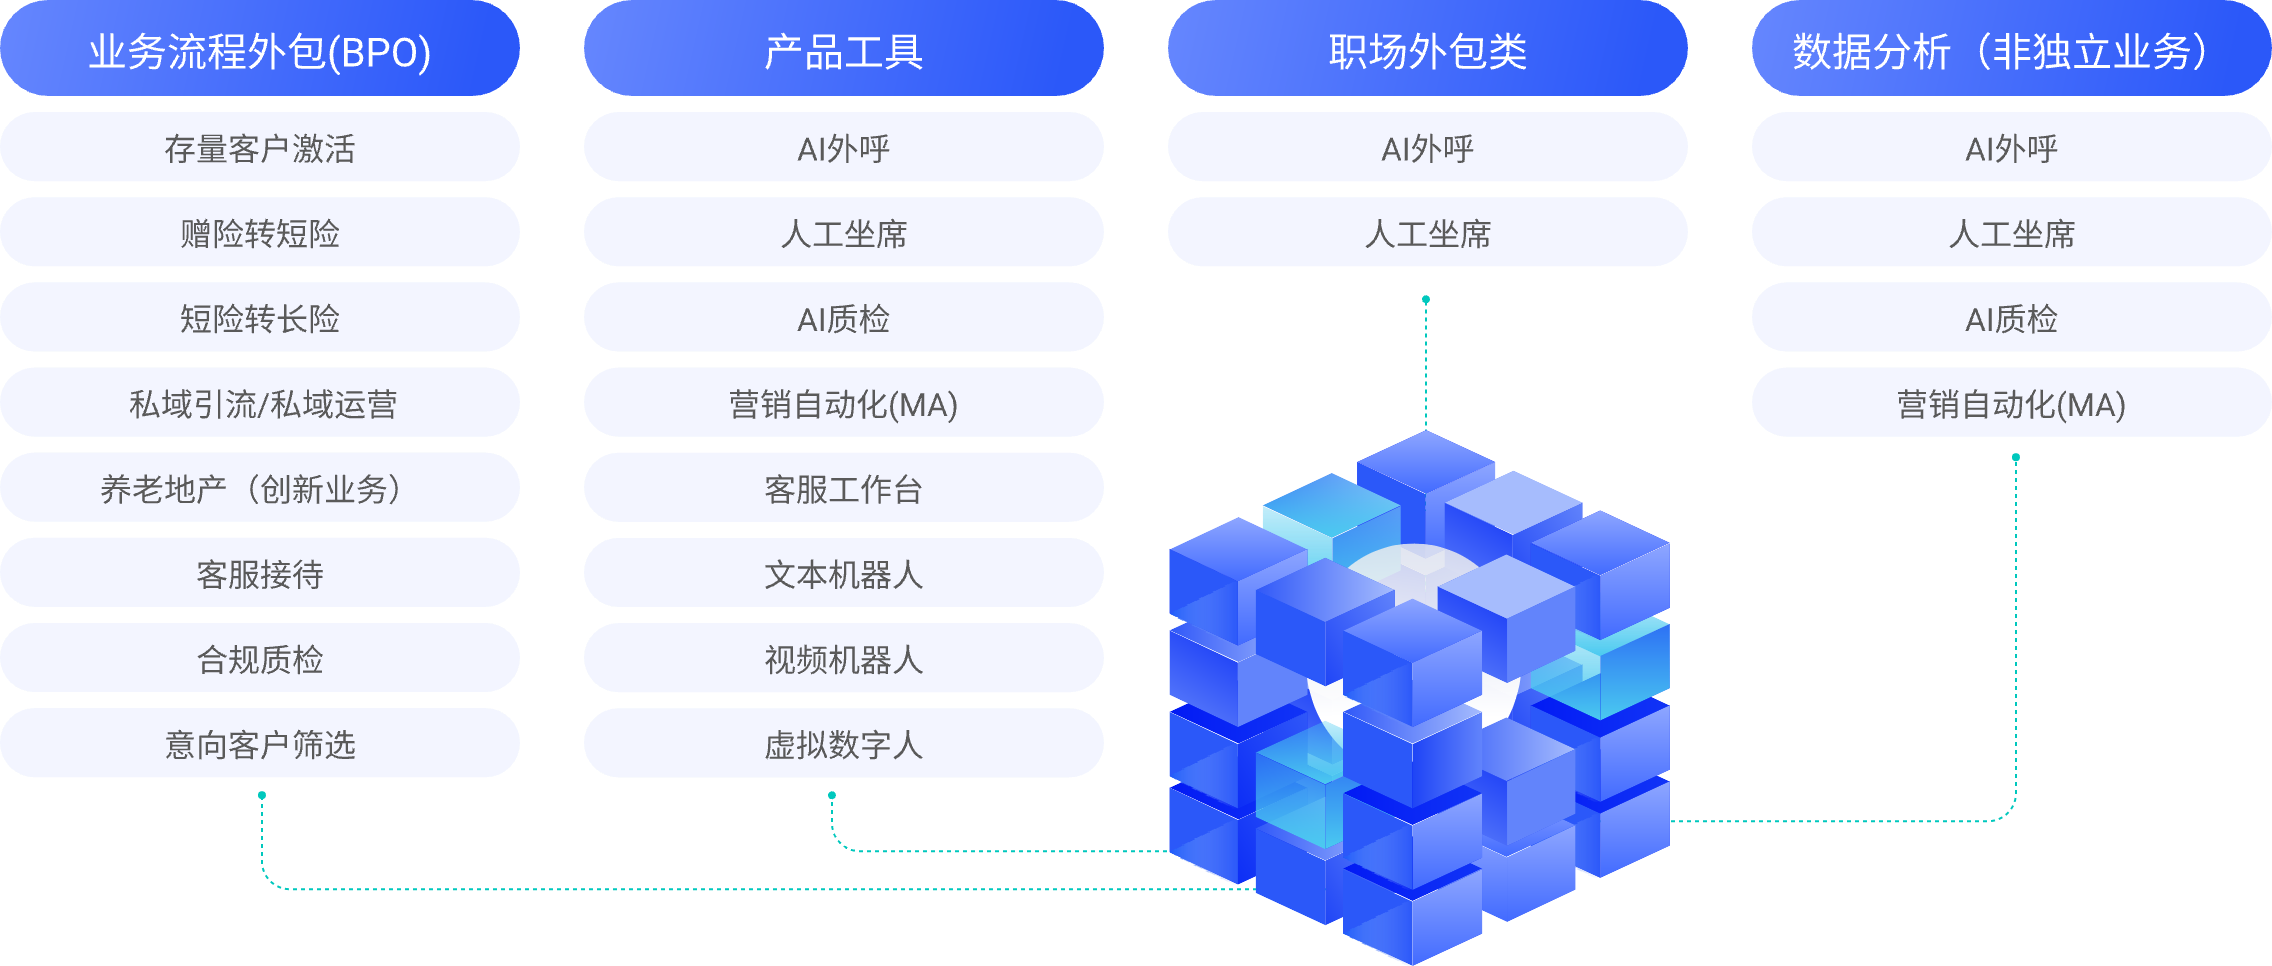 业务流程外包(BPO)
存量客户激活
赠险转短险
短险转长险
私域引流/私域运营
养老地产（创新业务）
客服接待
合规质检
意向客户筛选
产品工具
AI外呼
人工坐席
AI质检
营销自动化(MA)
客服工作台
文本机器人
视频机器人
虚拟数字人
职场外包类
AI外呼
人工坐席
数据分析（非独立业务）
AI外呼
人工坐席
AI质检
营销自动化(MA)